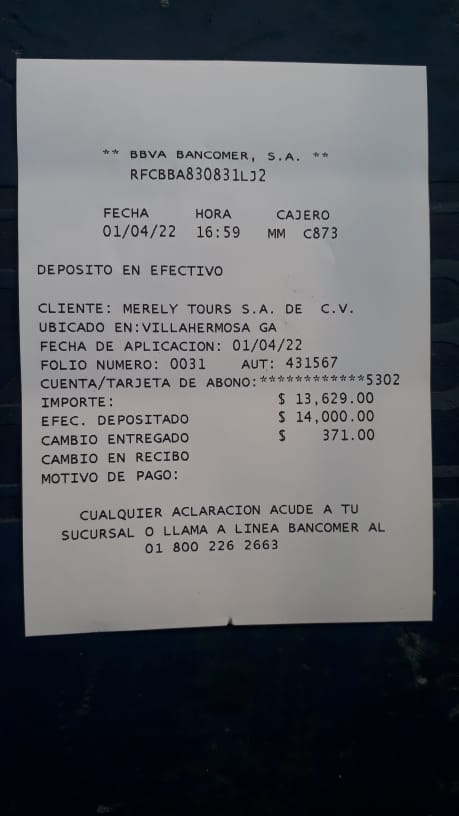 ** BBVA BANCOMER, S.A. **
RFCBBA830831LJ2
FECHA HORA CAJERO
01/04/22 16:59 MM C873
DEPOSITO EN EFECTIVO
CLIENTE: MERELY TOURS S.A. DE C.V.
UBICADO EN:VILLAHERMOSA GA
FECHA DE APLICACION: 01/04/22
FOLIO NUMERO: 0031 AUT: 431567
CUENTA/TARJETA DE ABONO:************5302
IMPORTE: $ 13,629.00
EFEC. DEPOSITADO $ 14,000.00
CAMBIO ENTREGADO $ 371.00
CAMBIO EN RECIBO
MOTIVO DE PAGO:
CUALQUIER ACLARACION ACUDE A TU
SUCURSAL O LLAMA A LINEA BANCOMER AL
01 800 226 2663